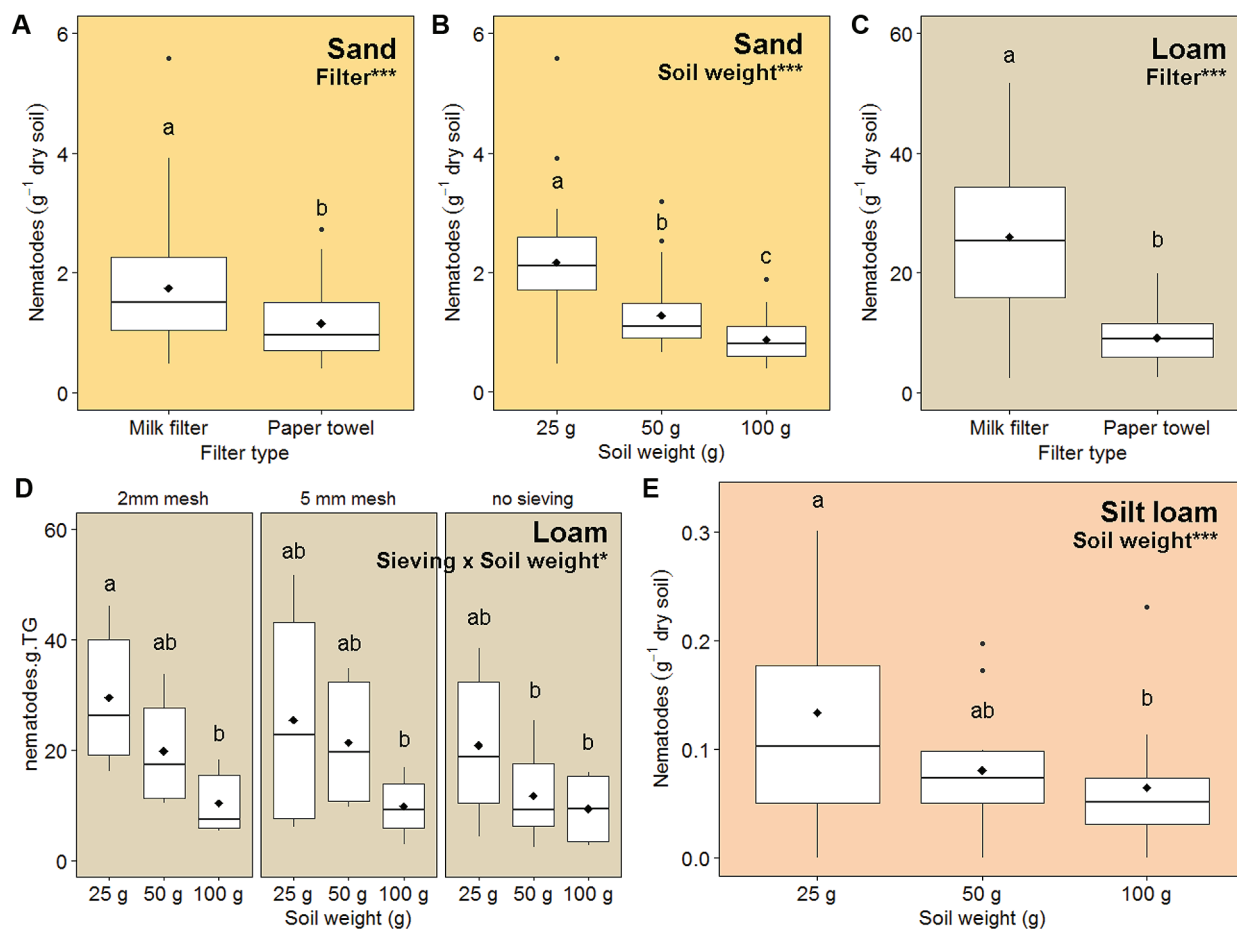 A
Sand
Filter***
Nematodes (g⁻¹ dry soil)
6
4
2
0
a
b
Milk filter
Paper towel
Filter type
B
Sand
Soil weight***
Nematodes (g⁻¹ dry soil)
6
4
2
0
a
b
c
25 g
50 g
100 g
Soil weight (g)
C
Loam
Filter***
Nematodes (g⁻¹ dry soil)
60
40
20
0
a
b
Milk filter
Paper towel
Filter type
D
2mm mesh
5 mm mesh
no sieving
Loam
Sieving x Soil weight*
nematodes.g.TG
60
40
20
0
a
ab
b
ab
ab
b
ab
b
b
25 g
50 g
100 g
25 g
50 g
100 g
25 g
50 g
100 g
Soil weight (g)
E
Silt loam
Soil weight***
Nematodes (g⁻¹ dry soil)
0.3
0.2
0.1
0.0
a
ab
b
25 g
50 g
100 g
Soil weight (g)